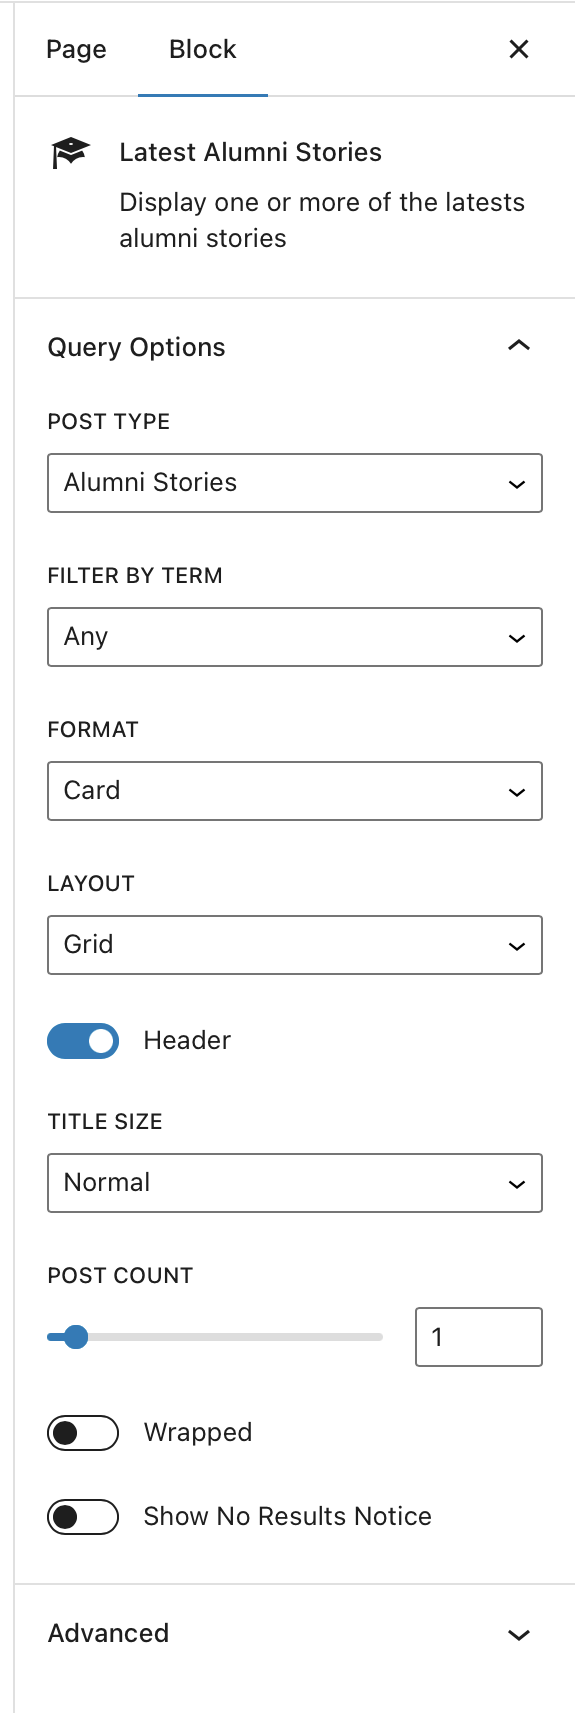 Page Block
Latest Alumni Stories
Display one or more of the latests
alumni stories
Query Options
POST TYPE
Alumni Stories
FILTER BY TERM
Any
FORMAT
Card
LAYOUT
Grid
Header
TITLE SIZE
Normal
POST COUNT
1
Wrapped
Show No Results Notice
Advanced